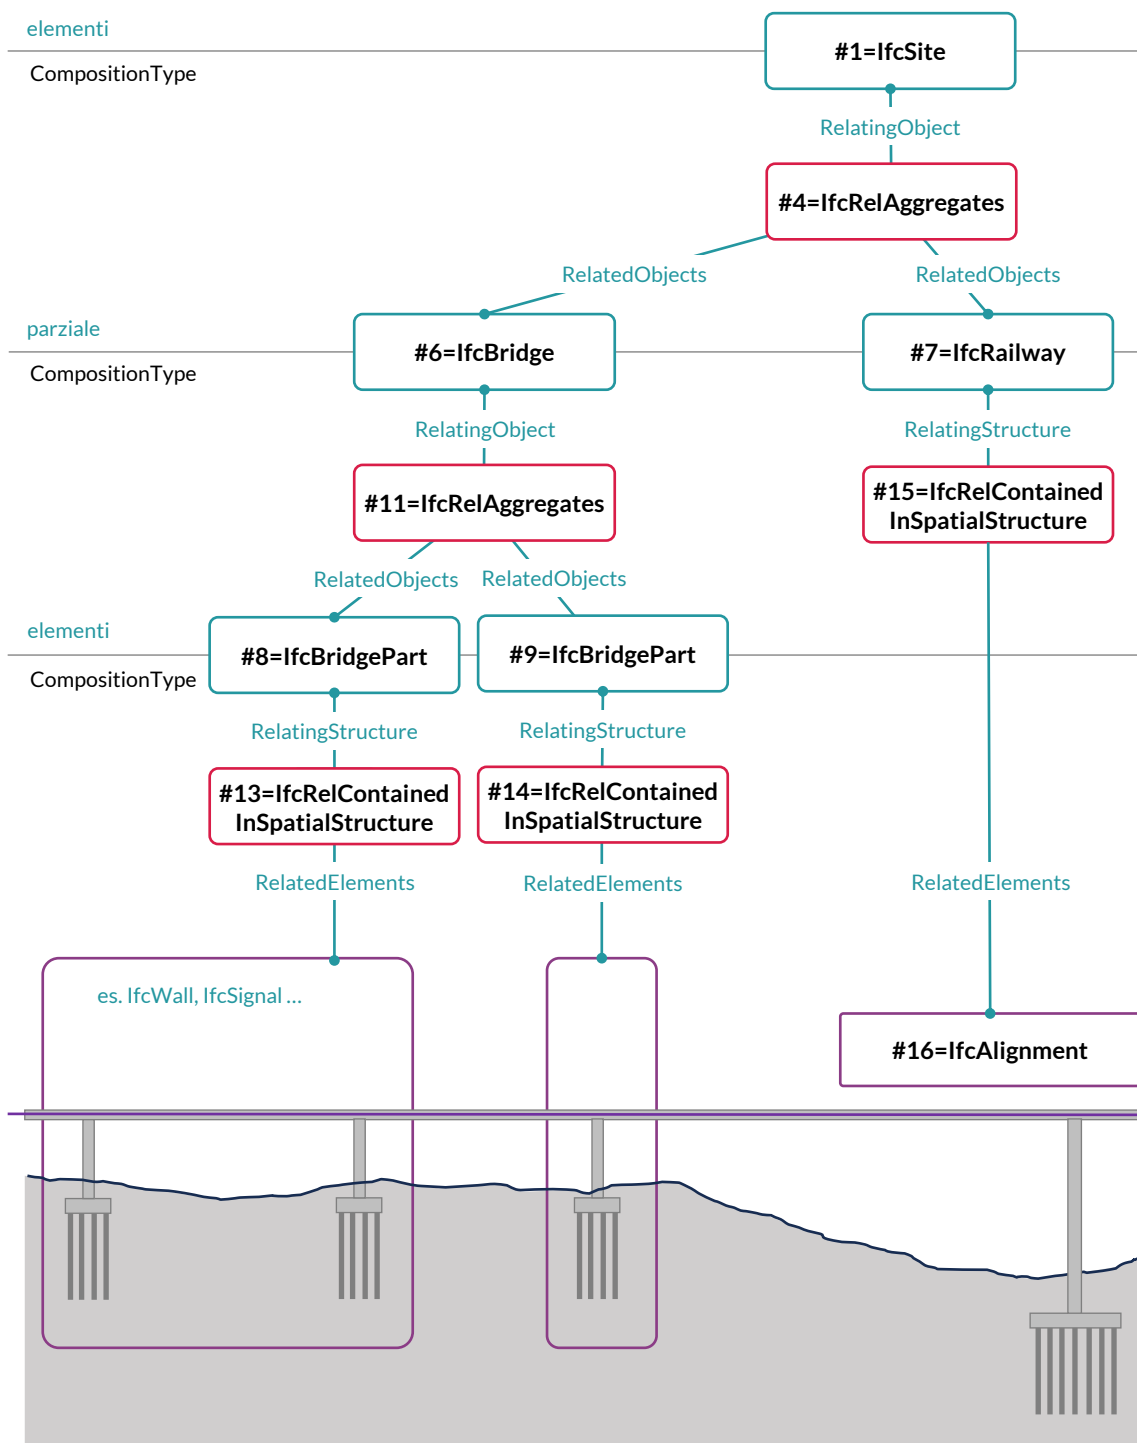 elementi
CompositionType
#1=IfcSite
RelatingObject
#4=IfcRelAggregates
RelatedObjects
RelatedObjects
parziale
CompositionType
#6=IfcBridge
#7=IfcRailway
RelatingObject
RelatingStructure
#11=IfcRelAggregates
#15=IfcRelContained
InSpatialStructure
RelatedObjects
RelatedObjects
elementi
CompositionType
#8=IfcBridgePart
#9=IfcBridgePart
RelatingStructure
RelatingStructure
#13=IfcRelContained
InSpatialStructure
#14=IfcRelContained
InSpatialStructure
RelatedElements
RelatedElements
RelatedElements
es. IfcWall, IfcSignal ...
#16=IfcAlignment